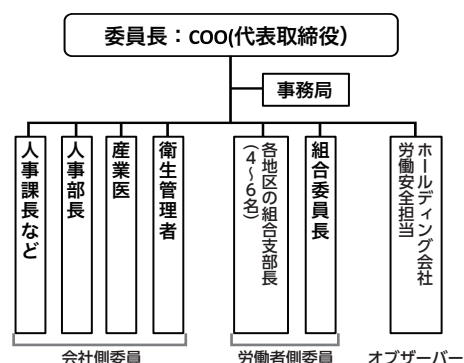 委員長：COO(代表取締役）
事務局
人事課長など
人事部長
産業医
衛生管理者
各地区の組合支部長
(4～6名)
組合委員長
ホールディング会社
労働安全担当
会社側委員
労働者側委員
オブザーバー